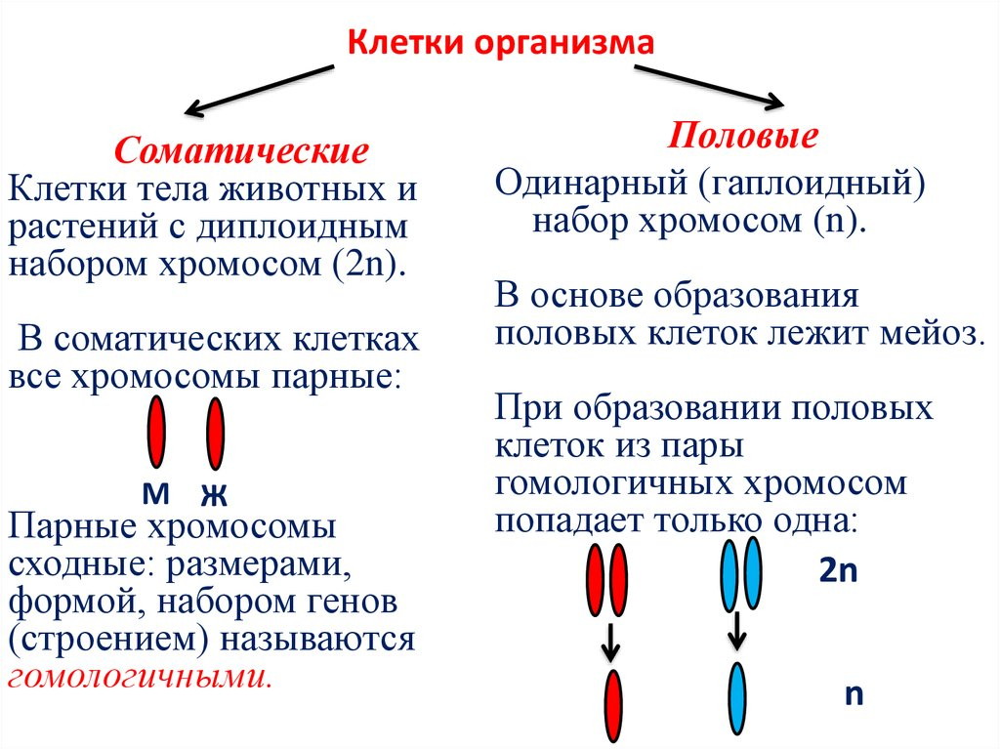 Клетки организма
Соматические
Клетки тела животных и
растений с диплоидным
набором хромосом (2n).
В соматических клетках
все хромосомы парные:
М Ж
Парные хромосомы
сходные: размерами,
формой, набором генов
(строением) называются
гомологичными.
Половые
Одинарный (гаплоидный)
набор хромосом (n).
В основе образования
половых клеток лежит мейоз.
При образовании половых
клеток из пары
гомологичных хромосом
попадает только одна:
2n
n